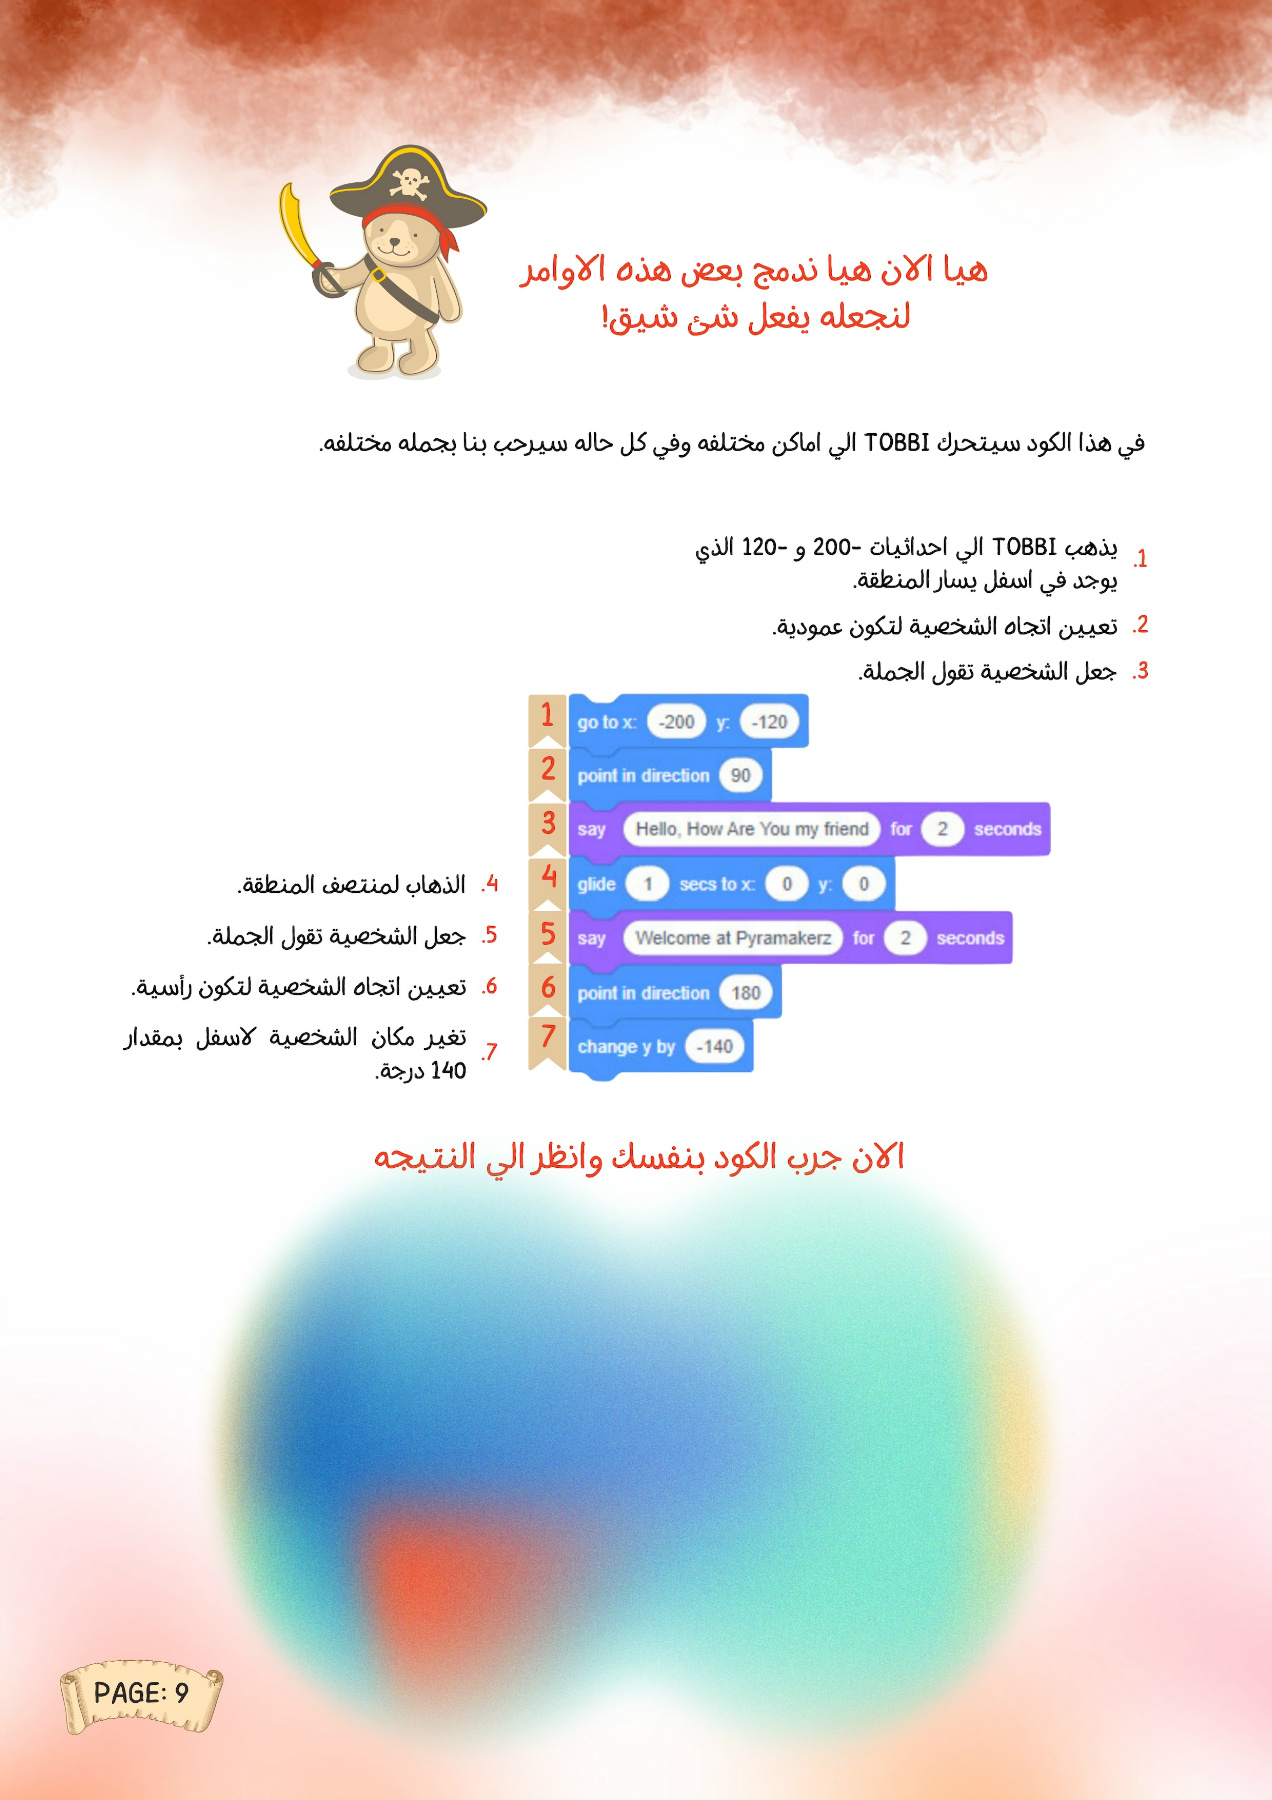 هيا الان هيا ندمج بعض هذه الاوامر
لنجعله يفعل شئ شيق!
في هذا الكود سيتحرك TOBBI الي اماكن مختلفه وفي كل حاله سيرحب بنا بجمله مختلفه.
1. يذهب TOBBI الي احداثيات -200 و -120 الذي
يوجد في اسفل يسار المنطقة.
2. تعيين اتجاه الشخصية لتكون عمودية.
3. جعل الشخصية تقول الجملة.
1 go to x: -200 y: -120
2 point in direction 90
3 say Hello, How Are You my friend for 2 seconds
4 glide 1 secs to x: 0 y: 0
5 say Welcome at Pyramakerz for 2 seconds
6 point in direction 180
7 change y by -140
4. الذهاب لمنتصف المنطقة.
5. جعل الشخصية تقول الجملة.
6. تعيين اتجاه الشخصية لتكون رأسية.
7. تغير مكان الشخصية لاسفل بمقدار
140 درجة.
الان جرب الكود بنفسك وانظر الي النتيجه
PAGE: 9